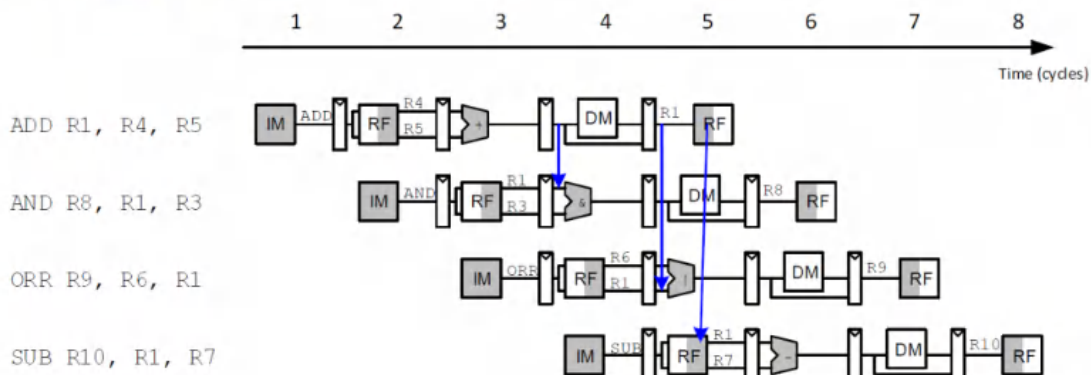 1 2 3 4 5 6 7 8
Time (cycles)
ADD R1, R4, R5
IM ADD RF R4 R5 + DM R1 RF
AND R8, R1, R3
IM AND RF R1 R3 & DM R8 RF
ORR R9, R6, R1
IM ORR RF R6 R1 | DM R9 RF
SUB R10, R1, R7
IM SUB RF R1 R7 - DM R10 RF